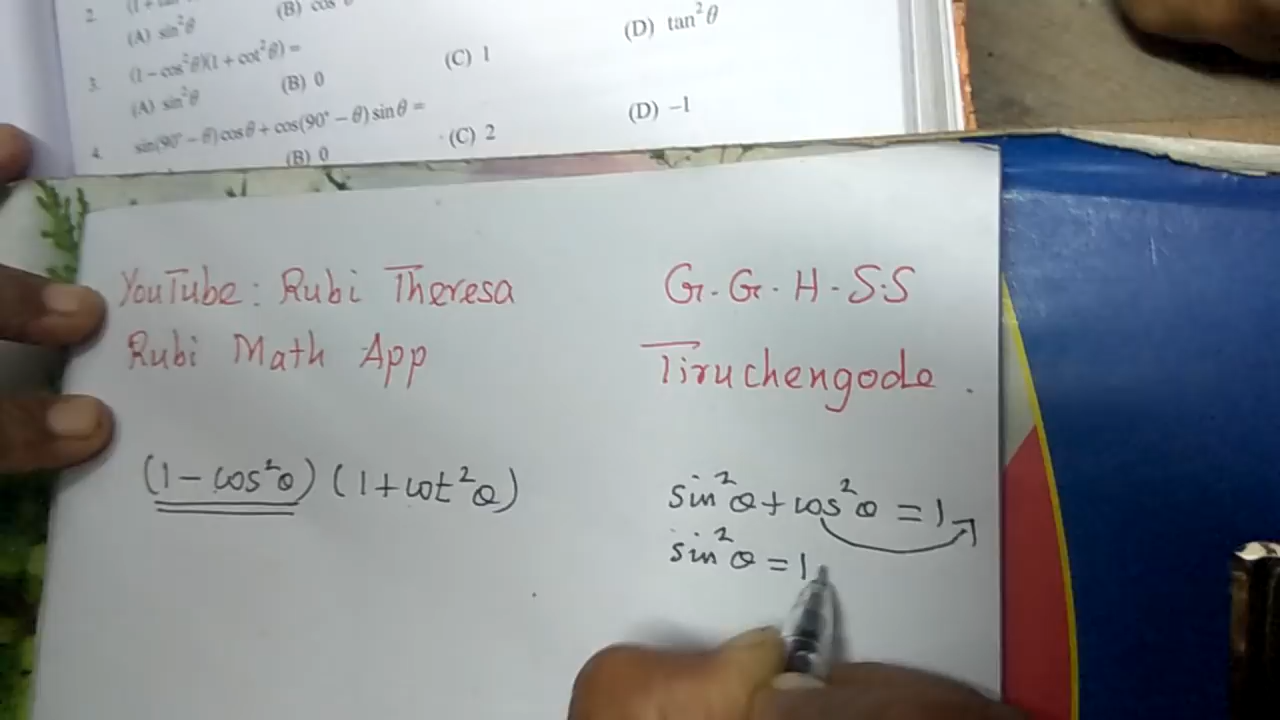 2.
(B) cos
(A) sin²θ
(D) tan²θ
3. (1 − cos²θ)(1 + cot²θ) =
(A) sin²θ (B) 0 (C) 1
4. sin(90° − θ) cos θ + cos(90° − θ) sin θ =
(D) −1
(B) 0 (C) 2
YouTube: Rubi Theresa
Rubi Math App
G.G.H.S.S
Tiruchengode.
(1 − cos²θ) (1 + cot²θ)
sin²θ + cos²θ = 1
sin²θ = 1